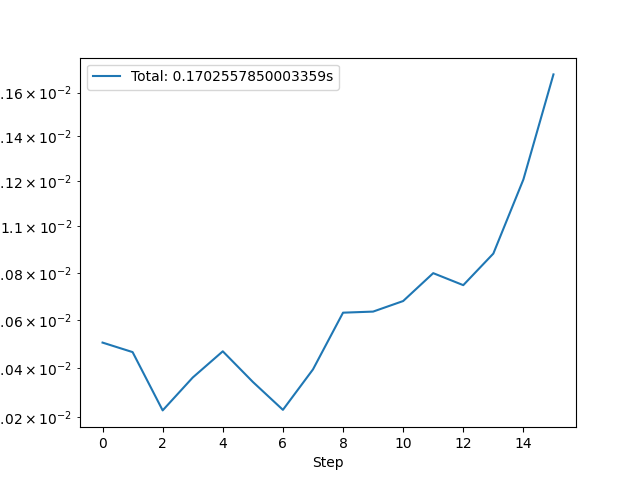 Total: 0.1702557850003359s
.16 × 10⁻²
.14 × 10⁻²
.12 × 10⁻²
1.1 × 10⁻²
.08 × 10⁻²
.06 × 10⁻²
.04 × 10⁻²
.02 × 10⁻²
0 2 4 6 8 10 12 14
Step